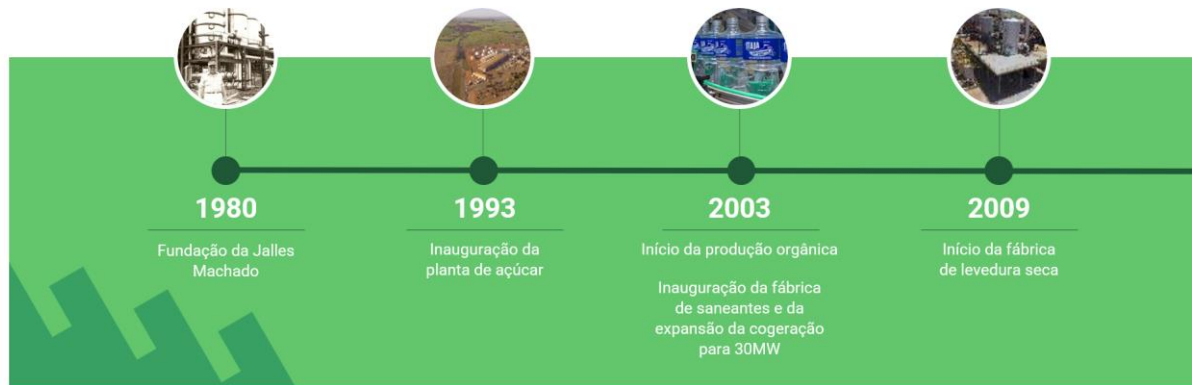 ITAJA
1980
Fundação da Jalles
Machado
1993
Inauguração da
planta de açúcar
2003
Início da produção orgânica
Inauguração da fábrica
de saneantes e da
expansão da cogeração
para 30MW
2009
Início da fábrica
de levedura seca